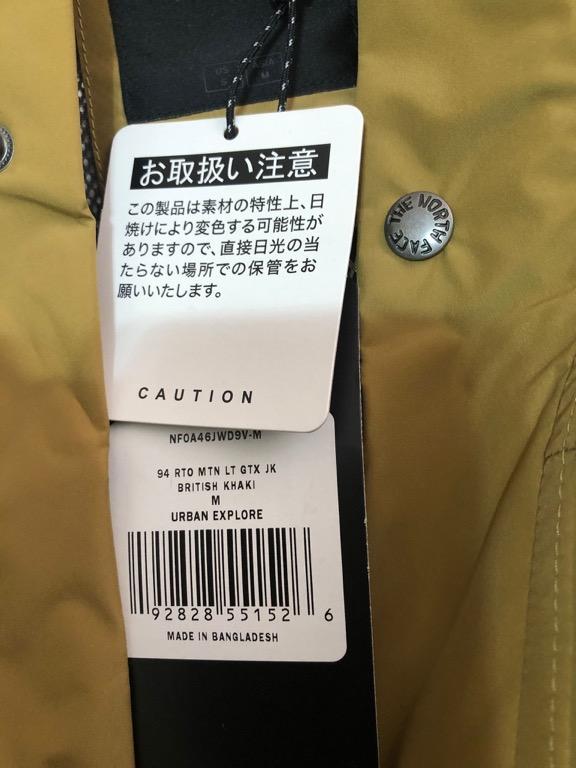 お取扱い注意
この製品は素材の特性上、日
焼けにより変色する可能性が
ありますので、直接日光の当
たらない場所での保管をお
願いいたします。
CAUTION
THE NORTH FACE
NF0A46JWD9V-M
94 RTO MTN LT GTX JK
BRITISH KHAKI
M
URBAN EXPLORE
92828 55152 6
MADE IN BANGLADESH